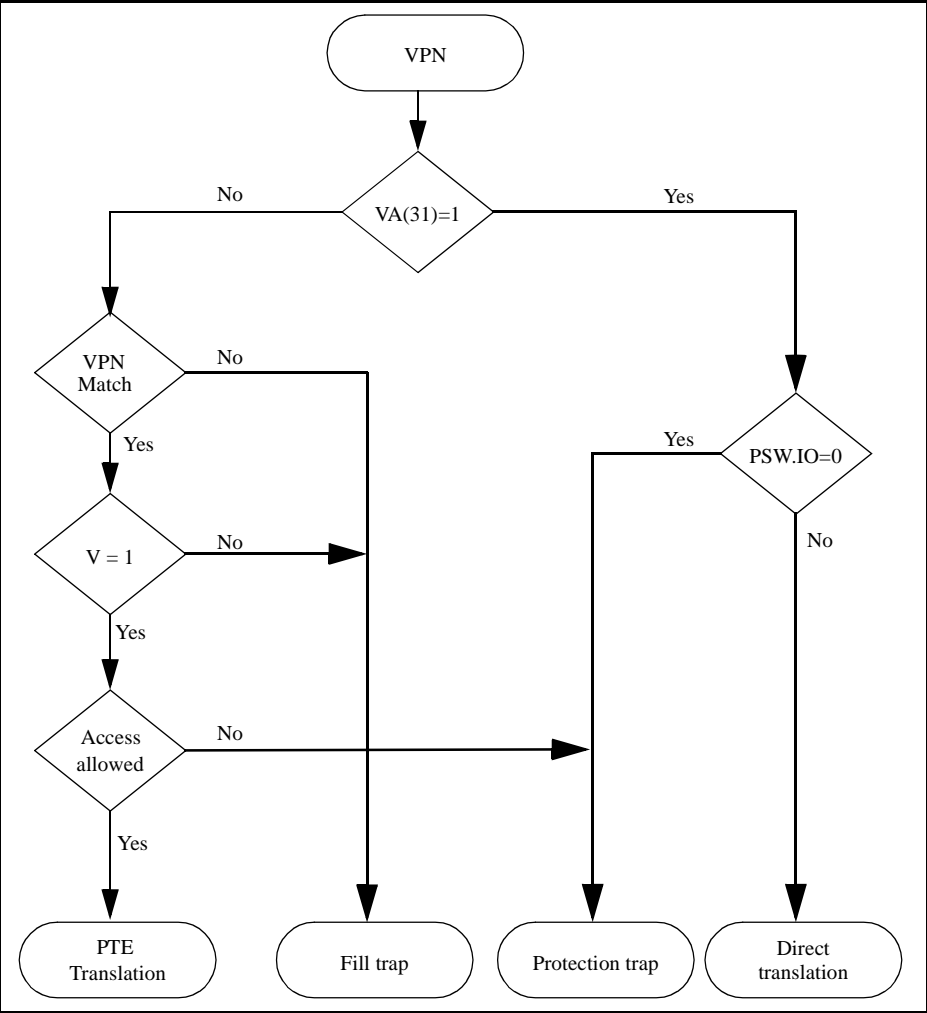 VPN
No
VA(31)=1
Yes
VPN
Match
No
Yes
Yes
PSW.IO=0
No
V = 1
No
Yes
Access
allowed
No
Yes
PTE
Translation
Fill trap
Protection trap
Direct
translation